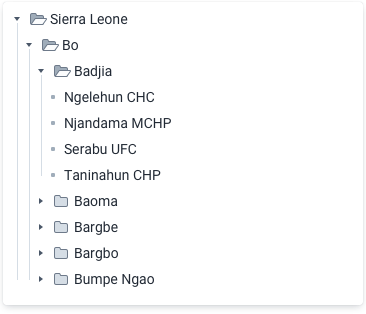 Sierra Leone
Bo
Badjia
Ngelehun CHC
Njandama MCHP
Serabu UFC
Taninahun CHP
Baoma
Bargbe
Bargbo
Bumpe Ngao